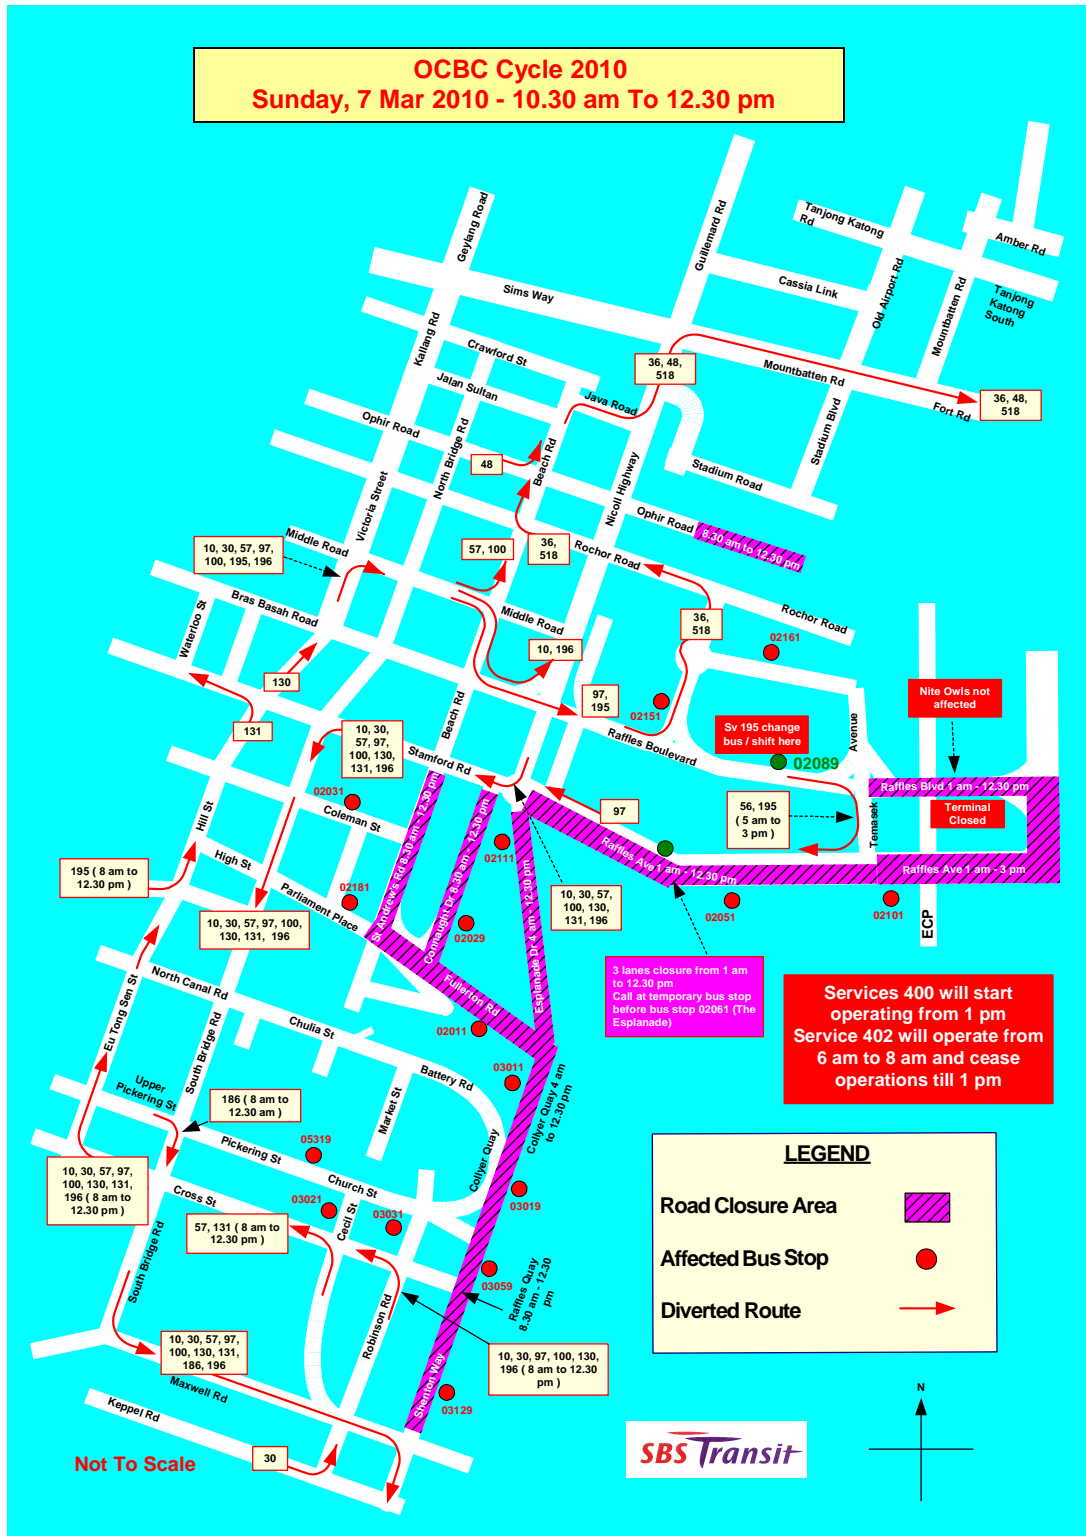 OCBC Cycle 2010
Sunday, 7 Mar 2010 - 10.30 am To 12.30 pm
Geylang Road
Guillemard Rd
Tanjong Katong
Rd
Amber Rd
Sims Way
Cassia Link
Old Airport Rd
Mountbatten Rd
Tanjong
Katong
South
Kallang Rd
Crawford St
Jalan Sultan
Java Road
36, 48,
518
Mountbatten Rd
Fort Rd
36, 48,
518
Ophir Road
North Bridge Rd
48
Beach Rd
Nicoll Highway
Stadium Road
Stadium Blvd
Victoria Street
Ophir Road
8.30 am to 12.30 pm
Middle Road
10, 30, 57, 97,
100, 195, 196
57, 100
36,
518
Rochor Road
Rochor Road
Bras Basah Road
Waterloo St
Middle Road
36,
518
02161
10, 196
130
97,
195
02151
Nite Owls not
affected
131
10, 30,
57, 97,
100, 130,
131, 196
Beach Rd
Stamford Rd
Raffles Boulevard
Sv 195 change
bus / shift here
02089
Avenue
Temasek
Raffles Blvd 1 am - 12.30 pm
Terminal
Closed
02031
Coleman St
Hill St
High St
97
56, 195
( 5 am to
3 pm )
02111
Raffles Ave 1 am - 12.30 pm
Raffles Ave 1 am - 3 pm
195 ( 8 am to
12.30 pm )
Parliament Place
02181
St Andrew's Rd 8.30 am - 12.30 pm
Connaught Dr 8.30 am - 12.30 pm
Esplanade Dr 4 am - 12.30 pm
02029
10, 30, 57,
100, 130,
131, 196
02051
02101
ECP
10, 30, 57, 97, 100,
130, 131, 196
3 lanes closure from 1 am
to 12.30 pm
Call at temporary bus stop
before bus stop 02061 (The
Esplanade)
Services 400 will start
operating from 1 pm
Service 402 will operate from
6 am to 8 am and cease
operations till 1 pm
North Canal Rd
Fullerton Rd
Eu Tong Sen St
Chulia St
02011
South Bridge Rd
Battery Rd
03011
Collyer Quay 4 am
to 12.30 pm
Upper
Pickering St
186 ( 8 am to
12.30 am )
Market St
Pickering St
05319
Collyer Quay
10, 30, 57, 97,
100, 130, 131,
196 ( 8 am to
12.30 pm )
Church St
Cross St
03021
03031
03019
57, 131 ( 8 am to
12.30 pm )
Cecil St
South Bridge Rd
03059
Raffles Quay
8.30 am - 12.30
pm
Robinson Rd
10, 30, 57, 97,
100, 130, 131,
186, 196
10, 30, 97, 100, 130,
196 ( 8 am to 12.30
pm )
Maxwell Rd
Shenton Way
03129
Keppel Rd
30
Not To Scale
LEGEND
Road Closure Area
Affected Bus Stop
Diverted Route
SBS Transit
N